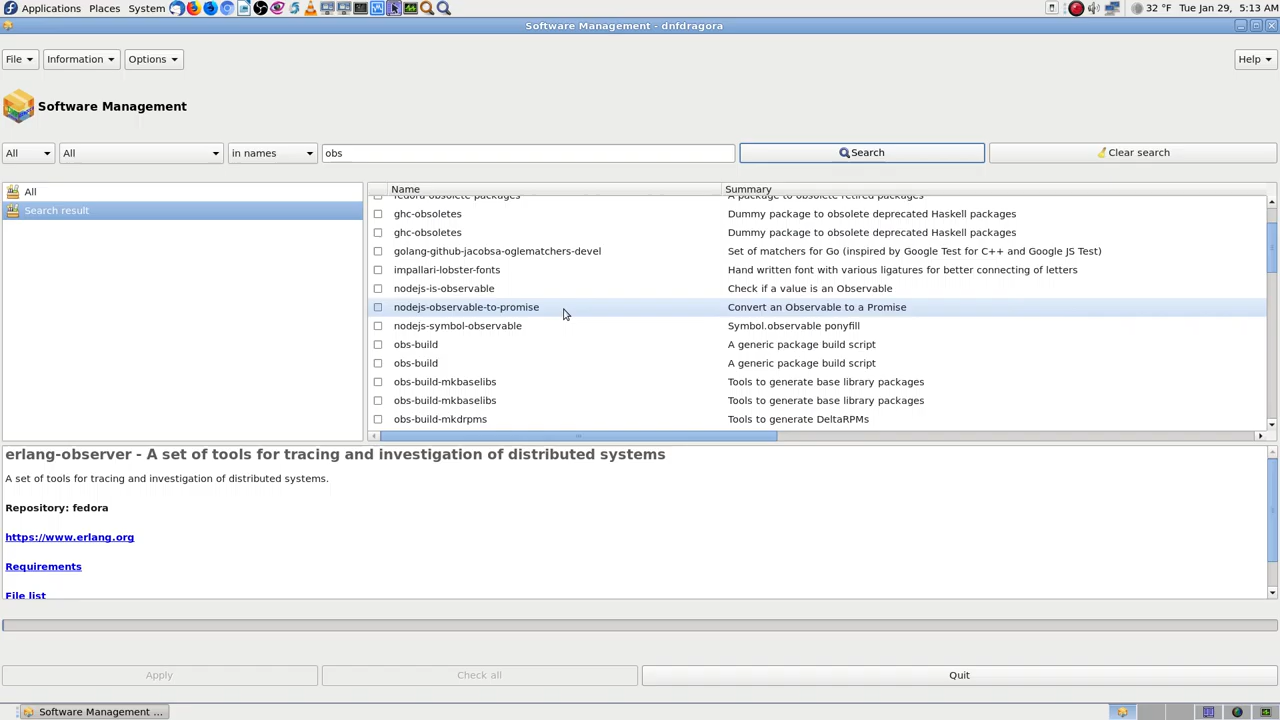 Applications Places System 32 °F Tue Jan 29, 5:13 AM
Software Management - dnfdragora
File Information Options Help
Software Management
All All in names obs Search Clear search
All
Search result
Name Summary
fedora-obsolete-packages A package to obsolete retired packages
ghc-obsoletes Dummy package to obsolete deprecated Haskell packages
ghc-obsoletes Dummy package to obsolete deprecated Haskell packages
golang-github-jacobsa-oglematchers-devel Set of matchers for Go (inspired by Google Test for C++ and Google JS Test)
impallari-lobster-fonts Hand written font with various ligatures for better connecting of letters
nodejs-is-observable Check if a value is an Observable
nodejs-observable-to-promise Convert an Observable to a Promise
nodejs-symbol-observable Symbol.observable ponyfill
obs-build A generic package build script
obs-build A generic package build script
obs-build-mkbaselibs Tools to generate base library packages
obs-build-mkbaselibs Tools to generate base library packages
obs-build-mkdrpms Tools to generate DeltaRPMs
erlang-observer - A set of tools for tracing and investigation of distributed systems
A set of tools for tracing and investigation of distributed systems.
Repository: fedora
https://www.erlang.org
Requirements
File list
Apply Check all Quit
Software Management ...